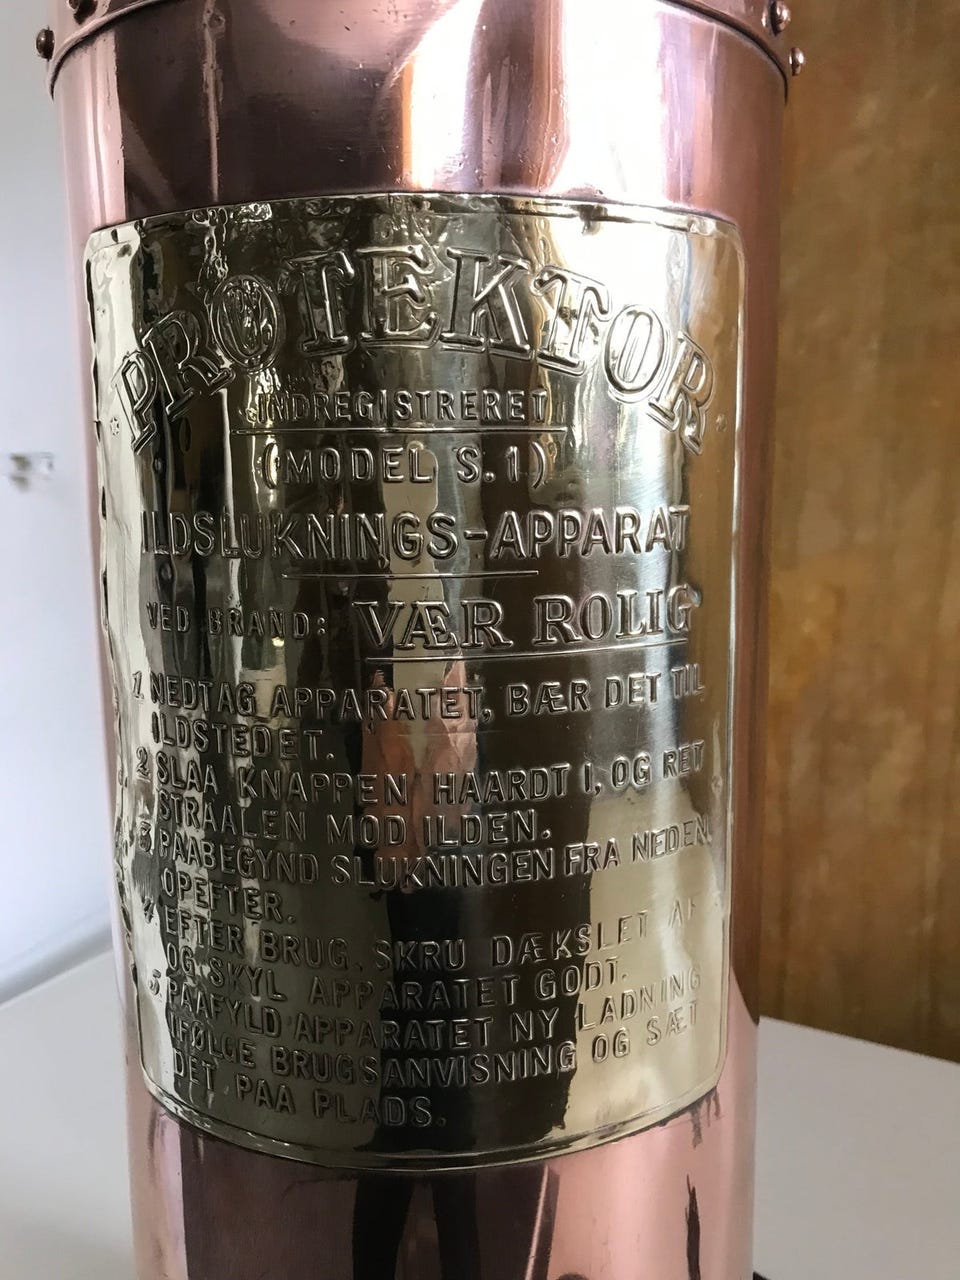 PROTEKTOR
INDREGISTRERET
(MODEL S.1)
ILDSLUKNINGS-APPARAT
VED BRAND: VÆR ROLIG
1. NEDTAG APPARATET, BÆR DET TIL
ILDSTEDET.
2. SLAA KNAPPEN HAARDT I, OG RET
STRAALEN MOD ILDEN.
3. PAABEGYND SLUKNINGEN FRA NEDEN
OPEFTER.
4. EFTER BRUG, SKRU DÆKSLET AF
OG SKYL APPARATET GODT.
5. PAAFYLD APPARATET NY LADNING
IFØLGE BRUGSANVISNING OG SÆT
DET PAA PLADS.